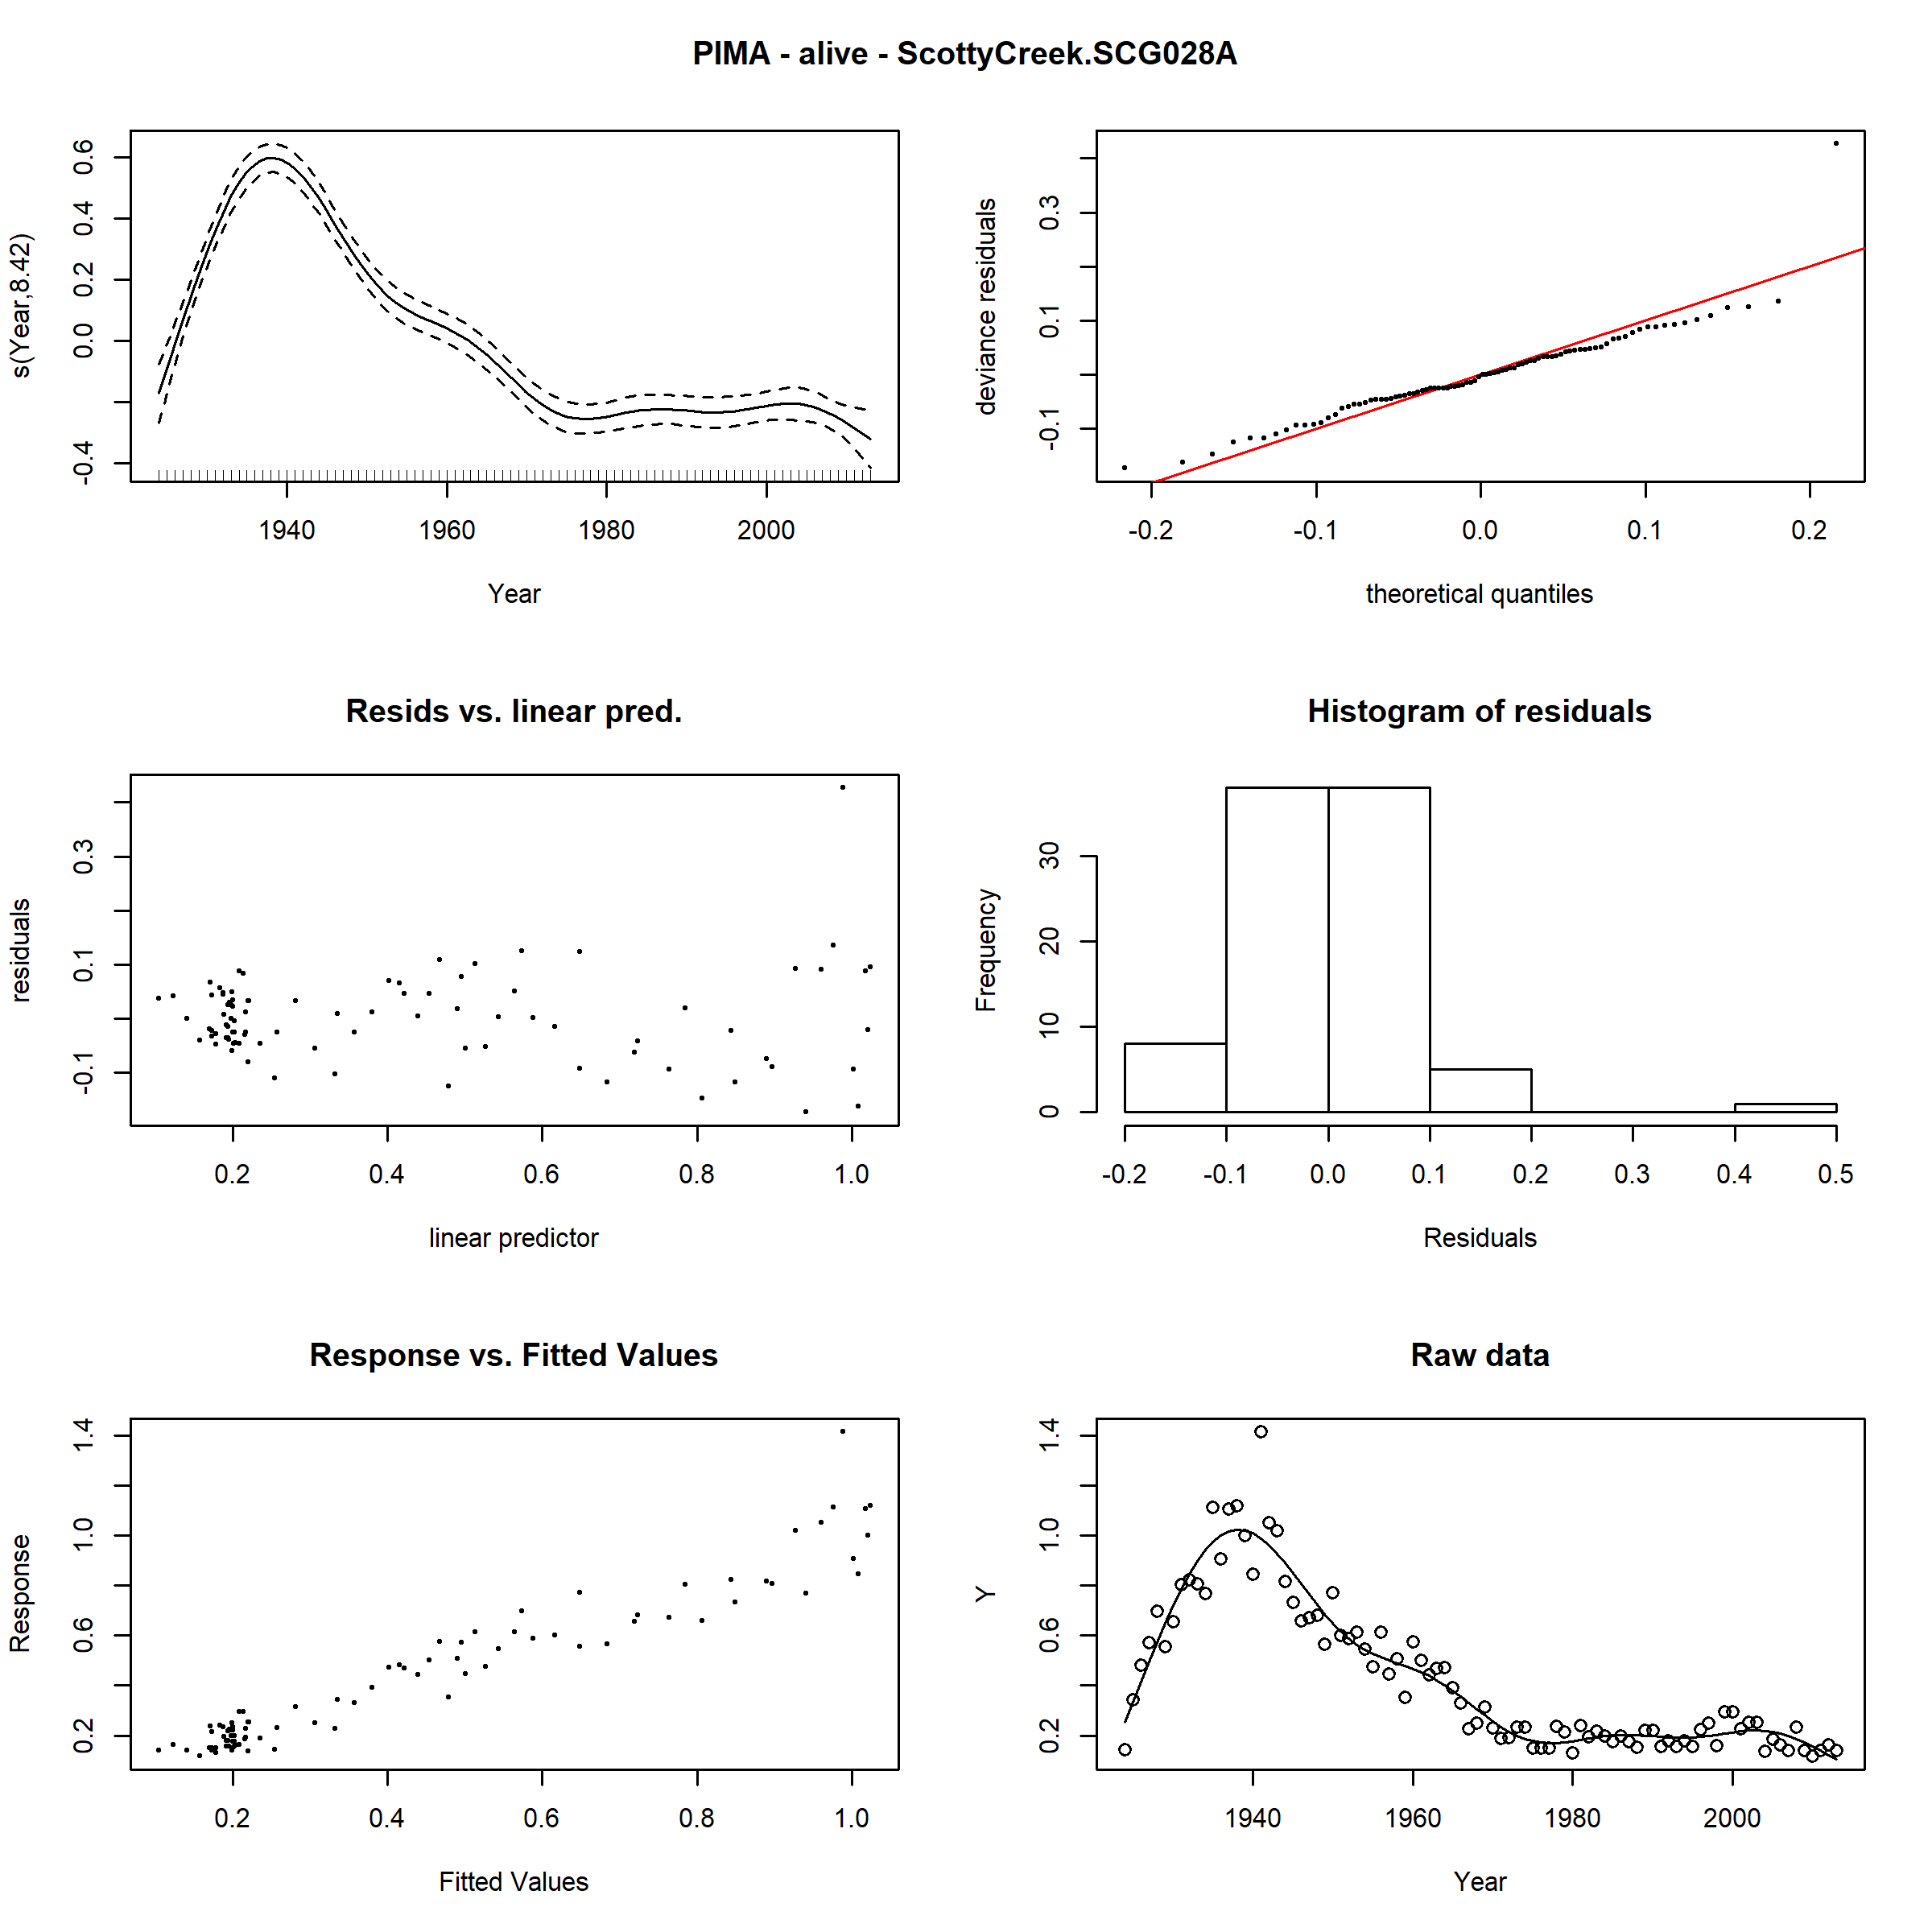 PIMA - alive - ScottyCreek.SCG028A
s(Year,8.42)
0.6
0.4
0.2
0.0
-0.4
1940 1960 1980 2000
Year
deviance residuals
0.3
0.1
-0.1
-0.2 -0.1 0.0 0.1 0.2
theoretical quantiles
Resids vs. linear pred.
residuals
0.3
0.1
-0.1
0.2 0.4 0.6 0.8 1.0
linear predictor
Histogram of residuals
Frequency
30
20
10
0
-0.2 -0.1 0.0 0.1 0.2 0.3 0.4 0.5
Residuals
Response vs. Fitted Values
Response
1.4
1.0
0.6
0.2
0.2 0.4 0.6 0.8 1.0
Fitted Values
Raw data
Y
1.4
1.0
0.6
0.2
1940 1960 1980 2000
Year